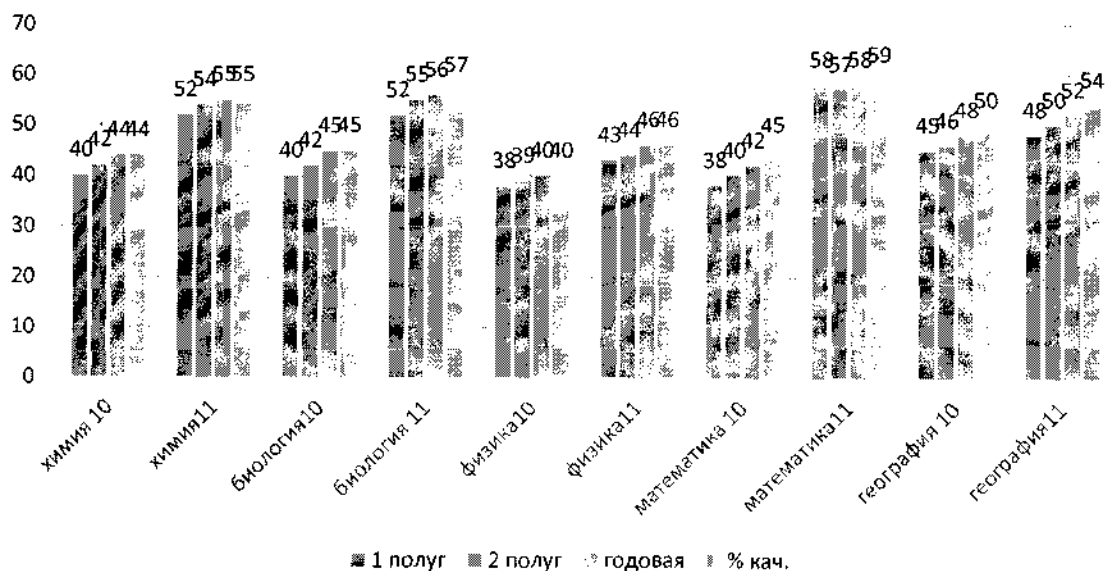 70
60
50
40
30
20
10
0
40 42 44 44
52 54 55 55
40 42 45 45
52 55 56 57
38 39 40 40
43 44 46 46
38 40 42 45
58 57 58 59
45 46 48 50
48 50 52 54
химия 10
химия11
биология10
биология 11
физика10
физика11
математика 10
математика11
география 10
география11
1 полуг 2 полуг годовая % кач.